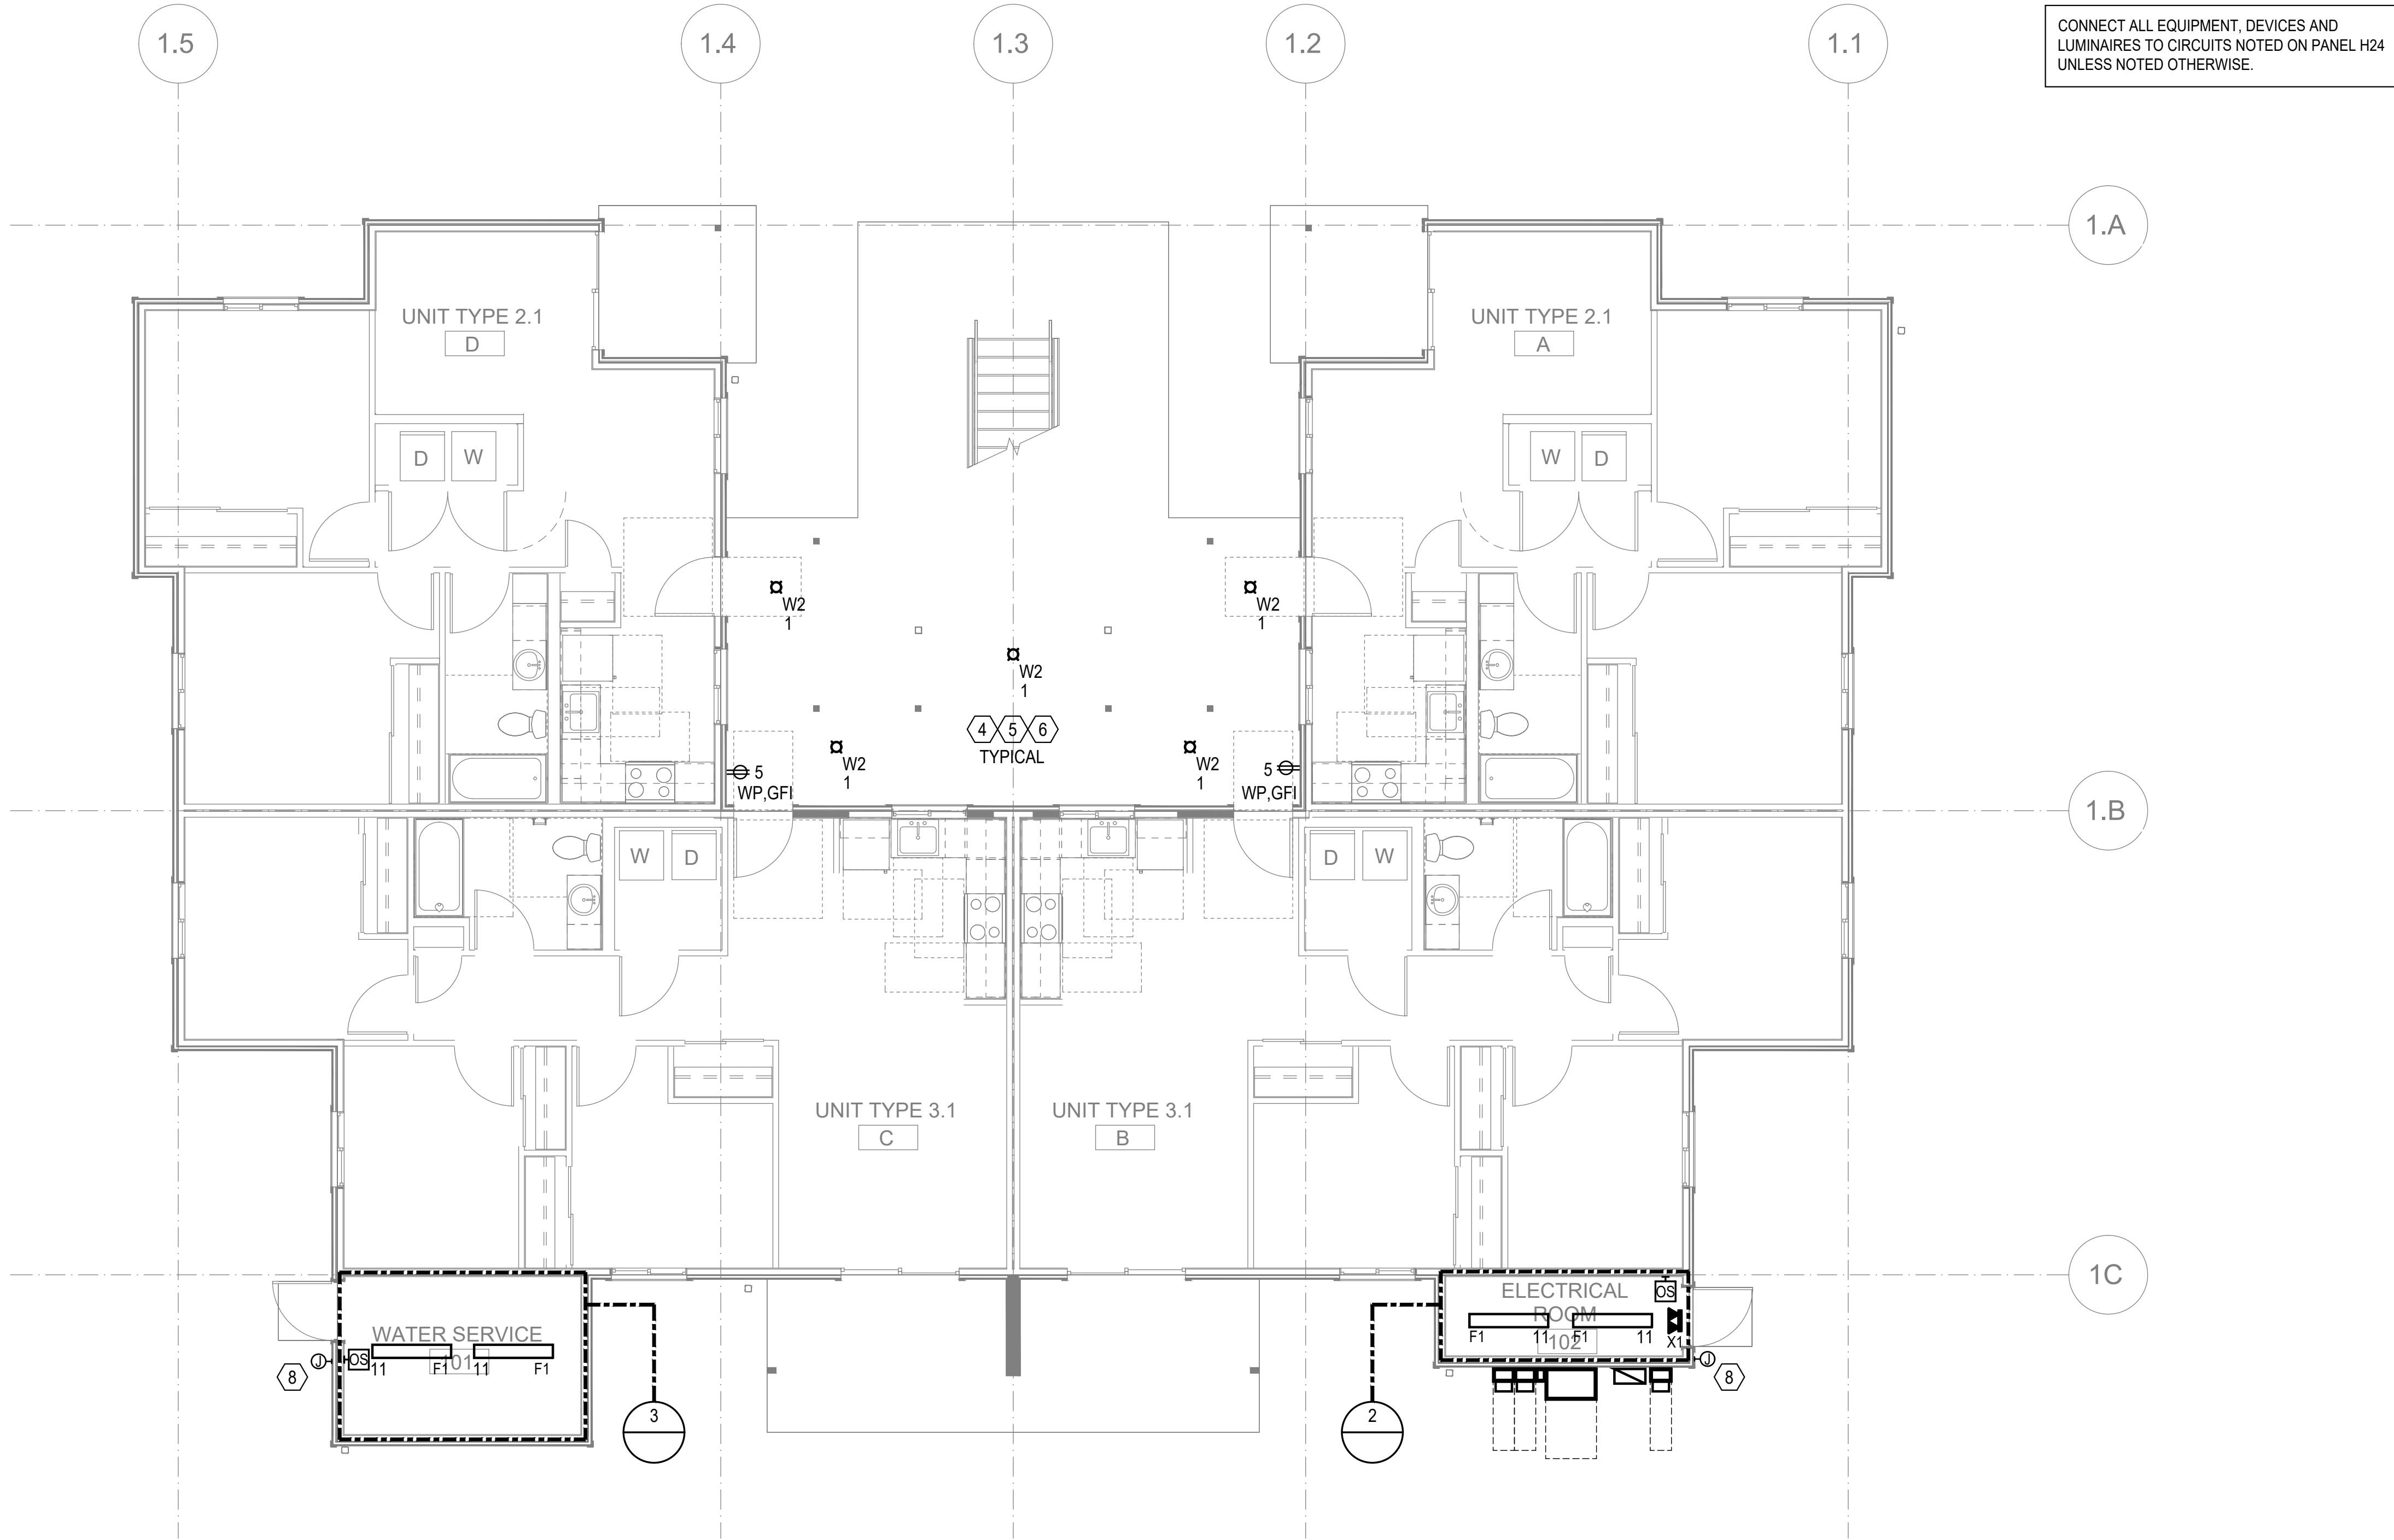 1.5
1.4
1.3
1.2
1.1
CONNECT ALL EQUIPMENT, DEVICES AND
LUMINAIRES TO CIRCUITS NOTED ON PANEL H24
UNLESS NOTED OTHERWISE.
1.A
UNIT TYPE 2.1
D
UNIT TYPE 2.1
A
D
W
W
D
W2
1
W2
1
W2
1
4 5 6
TYPICAL
W2
1
W2
1
5
WP,GFI
5
WP,GFI
1.B
W
D
D
W
UNIT TYPE 3.1
C
UNIT TYPE 3.1
B
1C
WATER SERVICE
101
OS
11
F1
11
F1
J
8
3
2
ELECTRICAL
ROOM
102
OS
F1
11
F1
11
X1
J
8